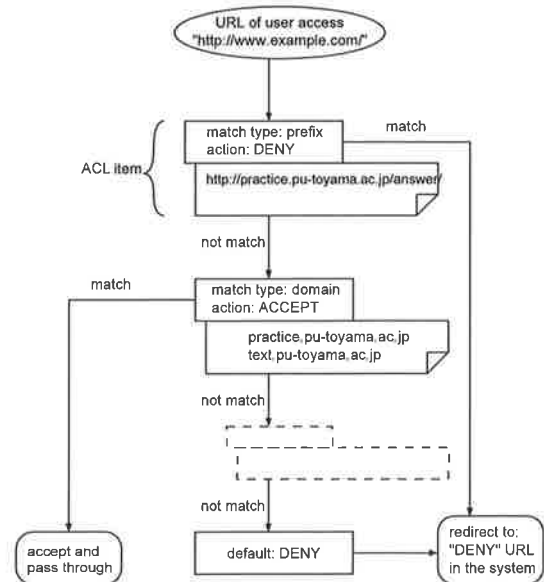 URL of user access
"http://www.example.com/"
match type: prefix
action: DENY
match
ACL item
http://practice.pu-toyama.ac.jp/answer/
not match
match
match type: domain
action: ACCEPT
practice.pu-toyama.ac.jp
text.pu-toyama.ac.jp
not match
not match
accept and
pass through
default: DENY
redirect to:
"DENY" URL
in the system